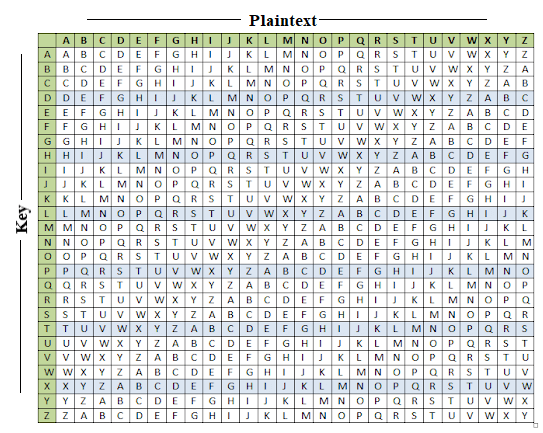 Plaintext
A B C D E F G H I J K L M N O P Q R S T U V W X Y Z
A A B C D E F G H I J K L M N O P Q R S T U V W X Y Z
B B C D E F G H I J K L M N O P Q R S T U V W X Y Z A
C C D E F G H I J K L M N O P Q R S T U V W X Y Z A B
D D E F G H I J K L M N O P Q R S T U V W X Y Z A B C
E E F G H I J K L M N O P Q R S T U V W X Y Z A B C D
F F G H I J K L M N O P Q R S T U V W X Y Z A B C D E
G G H I J K L M N O P Q R S T U V W X Y Z A B C D E F
H H I J K L M N O P Q R S T U V W X Y Z A B C D E F G
I I J K L M N O P Q R S T U V W X Y Z A B C D E F G H
J J K L M N O P Q R S T U V W X Y Z A B C D E F G H I
K K L M N O P Q R S T U V W X Y Z A B C D E F G H I J
L L M N O P Q R S T U V W X Y Z A B C D E F G H I J K
M M N O P Q R S T U V W X Y Z A B C D E F G H I J K L
N N O P Q R S T U V W X Y Z A B C D E F G H I J K L M
O O P Q R S T U V W X Y Z A B C D E F G H I J K L M N
P P Q R S T U V W X Y Z A B C D E F G H I J K L M N O
Q Q R S T U V W X Y Z A B C D E F G H I J K L M N O P
R R S T U V W X Y Z A B C D E F G H I J K L M N O P Q
S S T U V W X Y Z A B C D E F G H I J K L M N O P Q R
T T U V W X Y Z A B C D E F G H I J K L M N O P Q R S
U U V W X Y Z A B C D E F G H I J K L M N O P Q R S T
V V W X Y Z A B C D E F G H I J K L M N O P Q R S T U
W W X Y Z A B C D E F G H I J K L M N O P Q R S T U V
X X Y Z A B C D E F G H I J K L M N O P Q R S T U V W
Y Y Z A B C D E F G H I J K L M N O P Q R S T U V W X
Z Z A B C D E F G H I J K L M N O P Q R S T U V W X Y
Key